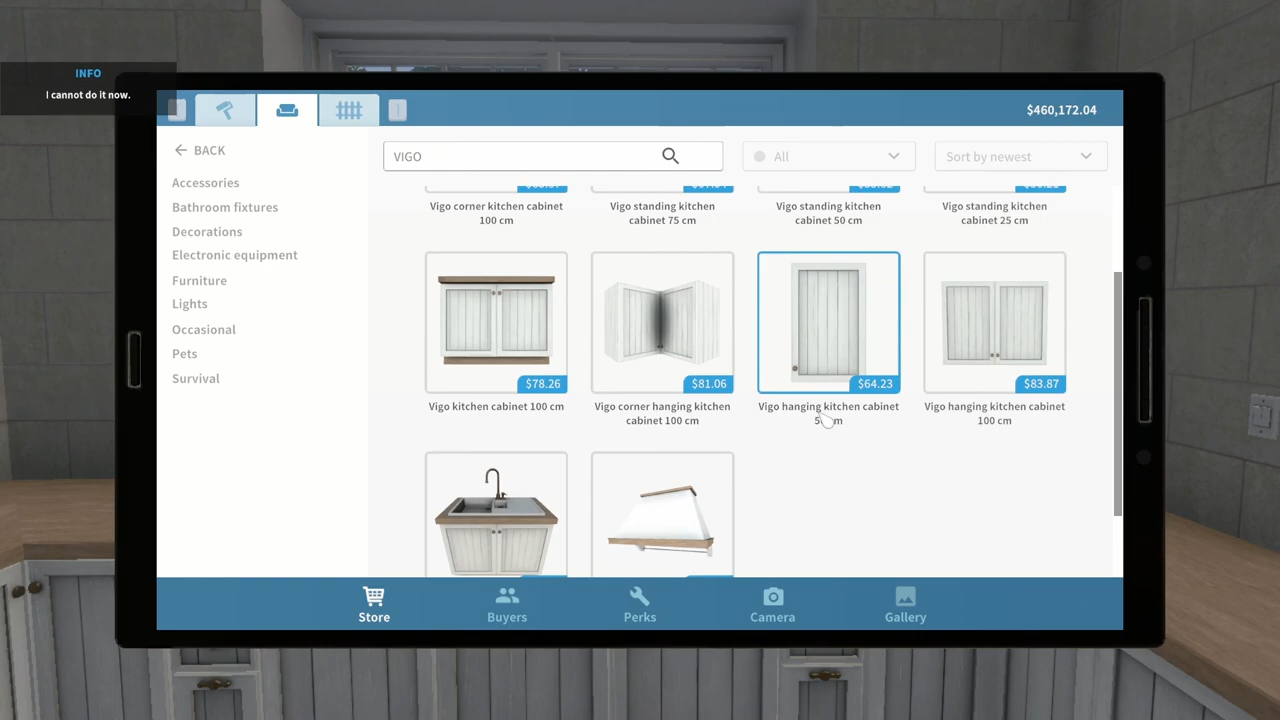 INFO
I cannot do it now.
$460,172.04
BACK
VIGO
All
Sort by newest
Accessories
Bathroom fixtures
Decorations
Electronic equipment
Furniture
Lights
Occasional
Pets
Survival
Vigo corner kitchen cabinet
100 cm
Vigo standing kitchen
cabinet 75 cm
Vigo standing kitchen
cabinet 50 cm
Vigo standing kitchen
cabinet 25 cm
$78.26
$81.06
$64.23
$83.87
Vigo kitchen cabinet 100 cm
Vigo corner hanging kitchen
cabinet 100 cm
Vigo hanging kitchen cabinet
Vigo hanging kitchen cabinet
100 cm
Store
Buyers
Perks
Camera
Gallery